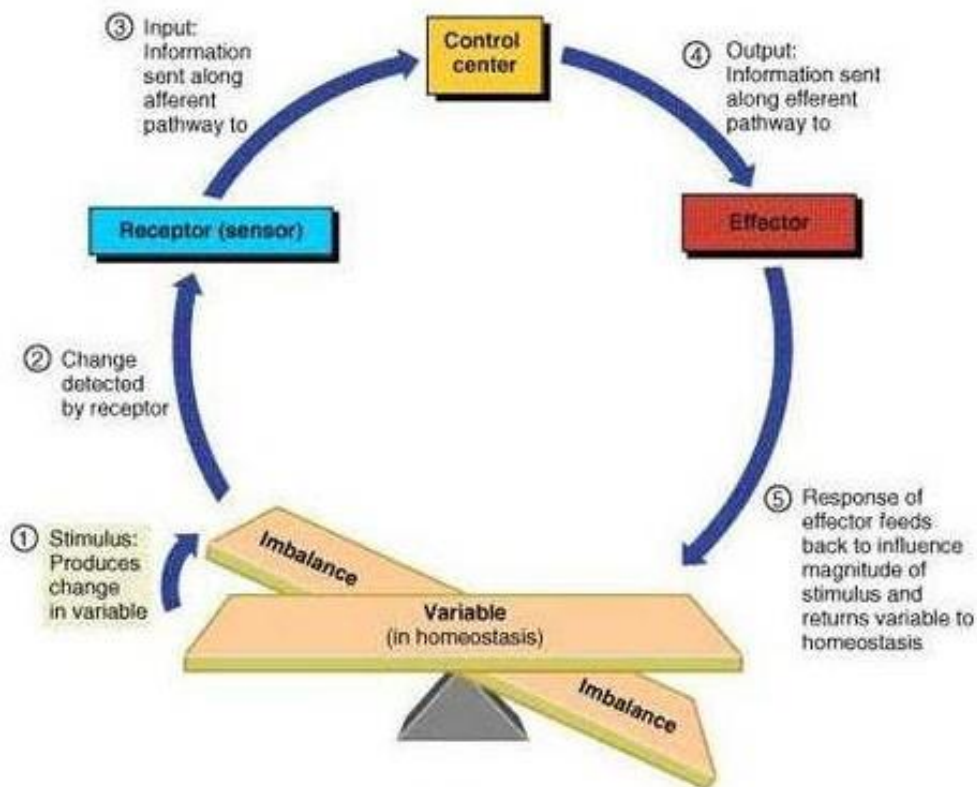 ③ Input:
Information
sent along
afferent
pathway to
Control
center
④ Output:
Information sent
along efferent
pathway to
Receptor (sensor)
Effector
② Change
detected
by receptor
① Stimulus:
Produces
change
in variable
Imbalance
Variable
(in homeostasis)
Imbalance
⑤ Response of
effector feeds
back to influence
magnitude of
stimulus and
returns variable to
homeostasis